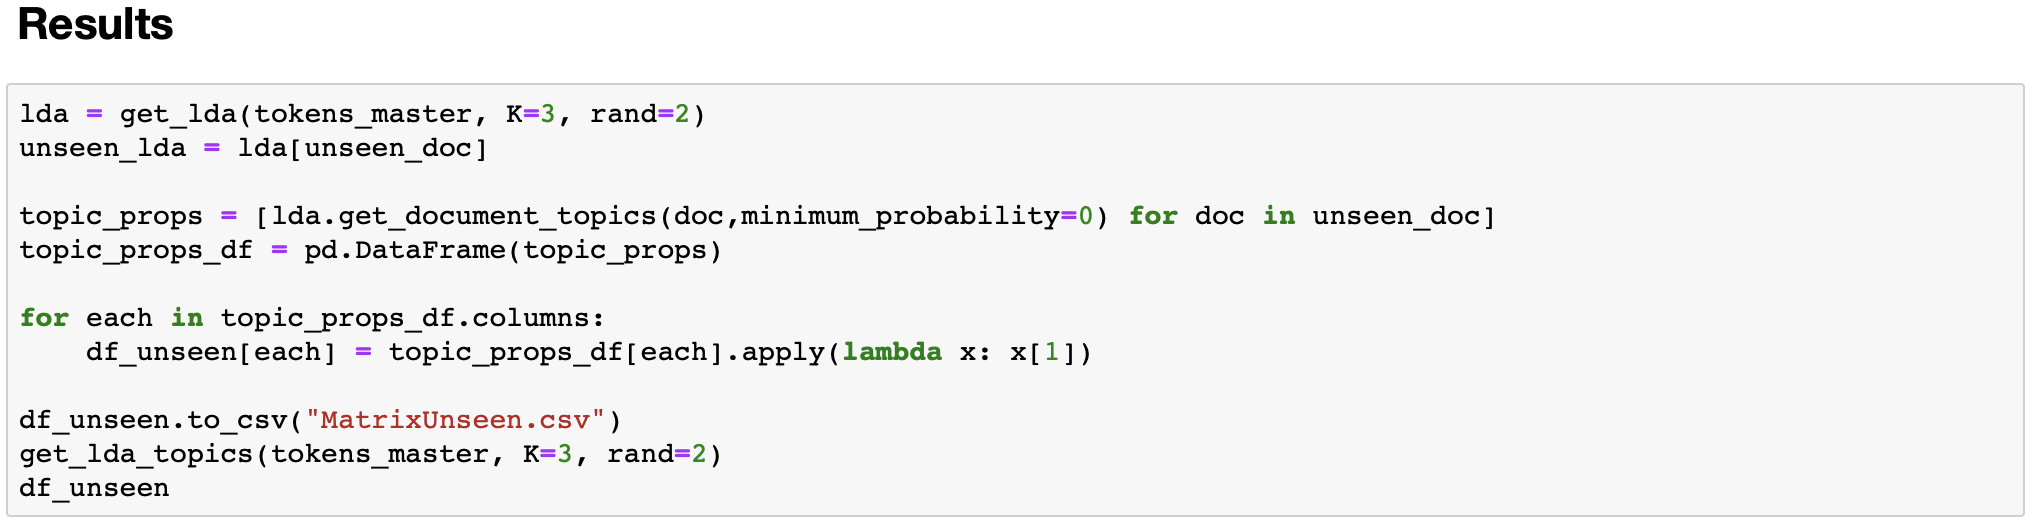 Results
lda = get_lda(tokens_master, K=3, rand=2)
unseen_lda = lda[unseen_doc]
topic_props = [lda.get_document_topics(doc,minimum_probability=0) for doc in unseen_doc]
topic_props_df = pd.DataFrame(topic_props)
for each in topic_props_df.columns:
    df_unseen[each] = topic_props_df[each].apply(lambda x: x[1])
df_unseen.to_csv("MatrixUnseen.csv")
get_lda_topics(tokens_master, K=3, rand=2)
df_unseen